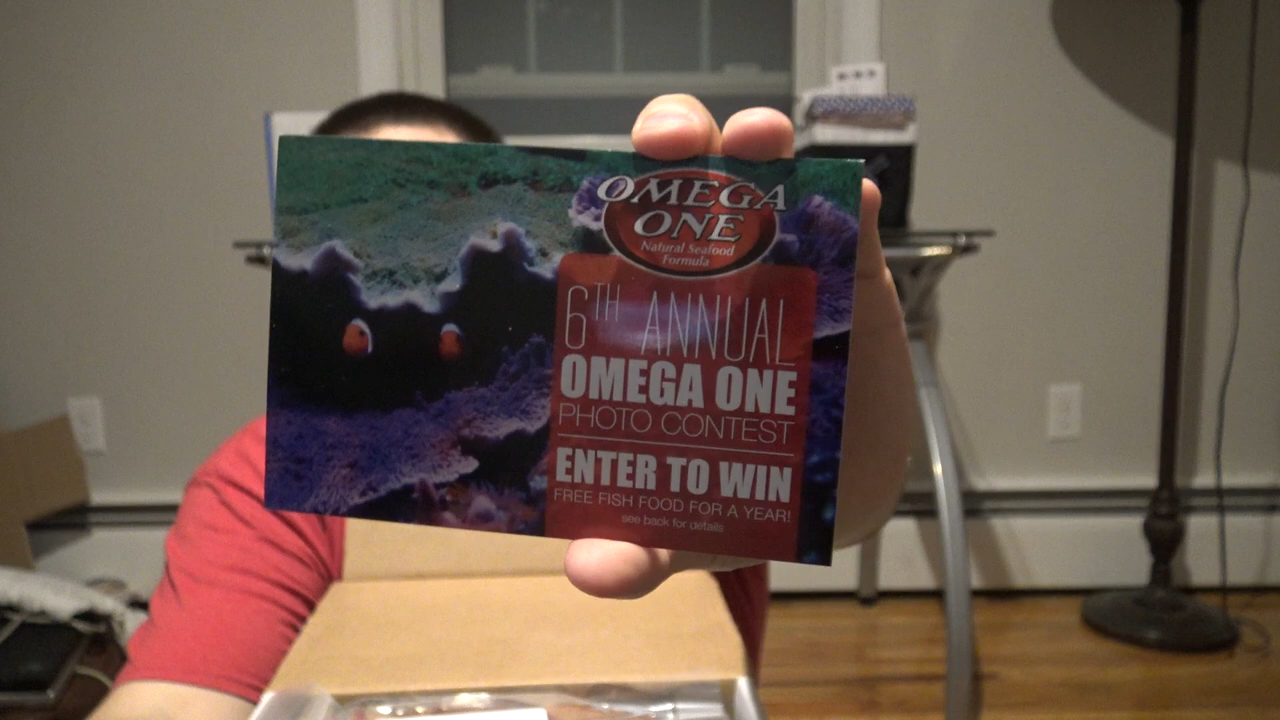 OMEGA
ONE
Natural Seafood
Formula
6TH ANNUAL
OMEGA ONE
PHOTO CONTEST
ENTER TO WIN
FREE FISH FOOD FOR A YEAR!
see back for details